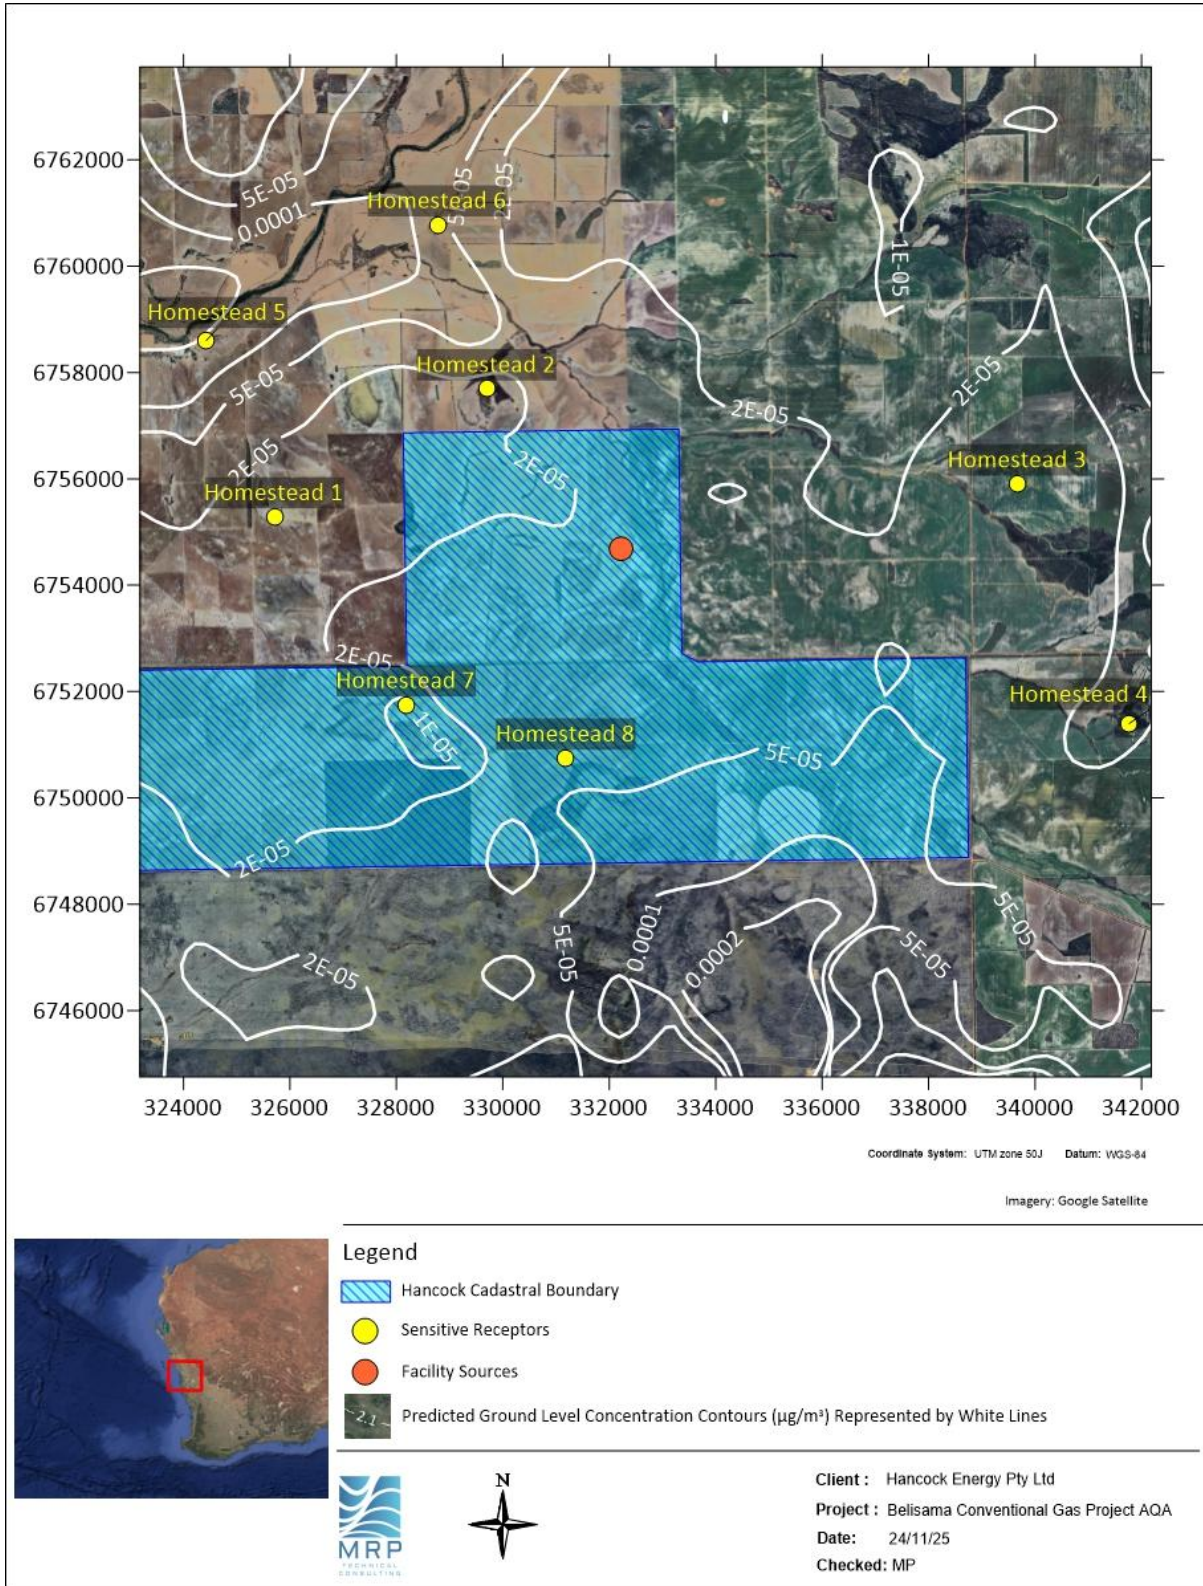 6762000
5E-05
0.0001
5E-05
2E-05
Homestead 6
1E-05
6760000
Homestead 5
6758000
Homestead 2
5E-05
2E-05
2E-05
2E-05
6756000
Homestead 3
2E-05
Homestead 1
6754000
2E-05
6752000
Homestead 7
Homestead 4
1E-05
Homestead 8
5E-05
6750000
2E-05
6748000
5E-05
0.0001
0.0002
5E-05
5E-05
2E-05
6746000
324000 326000 328000 330000 332000 334000 336000 338000 340000 342000
Coordinate System: UTM zone 50J Datum: WGS-84
Imagery: Google Satellite
Legend
Hancock Cadastral Boundary
Sensitive Receptors
Facility Sources
2.1
Predicted Ground Level Concentration Contours (µg/m³) Represented by White Lines
MRP
TECHNICAL
CONSULTING
N
Client : Hancock Energy Pty Ltd
Project : Belisama Conventional Gas Project AQA
Date: 24/11/25
Checked: MP